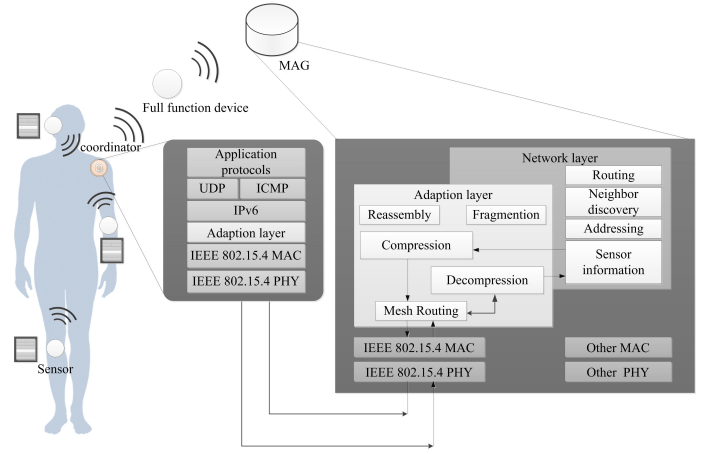 MAG
Full function device
coordinator
Sensor
Application
protocols
UDP
ICMP
IPv6
Adaption layer
IEEE 802.15.4 MAC
IEEE 802.15.4 PHY
Network layer
Routing
Neighbor
discovery
Addressing
Sensor
information
Adaption layer
Reassembly
Fragmention
Compression
Decompression
Mesh Routing
IEEE 802.15.4 MAC
IEEE 802.15.4 PHY
Other MAC
Other PHY